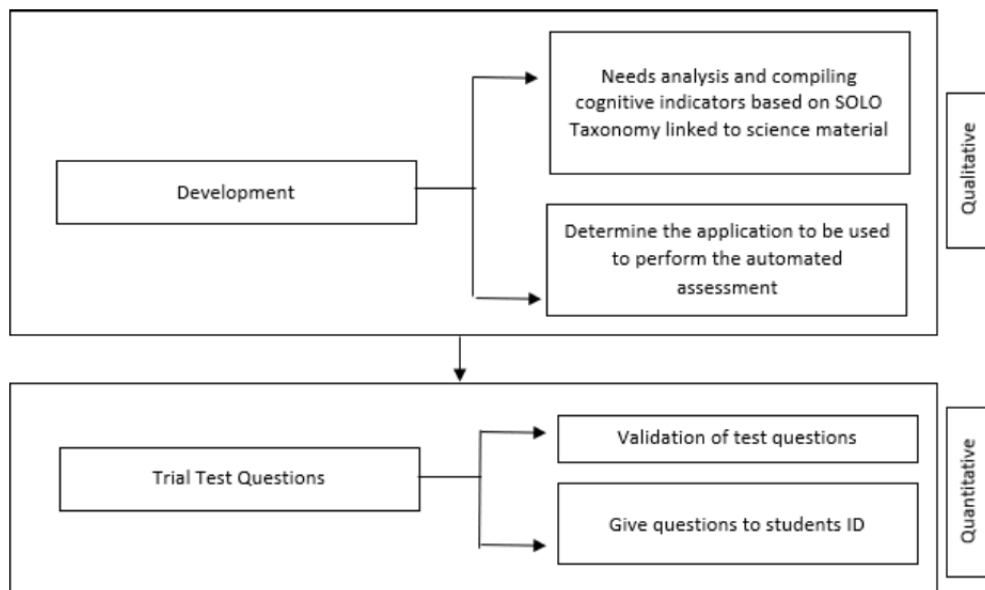 Needs analysis and compiling
cognitive indicators based on SOLO
Taxonomy linked to science material
Development
Qualitative
Determine the application to be used
to perform the automated
assessment
Validation of test questions
Trial Test Questions
Quantitative
Give questions to students ID